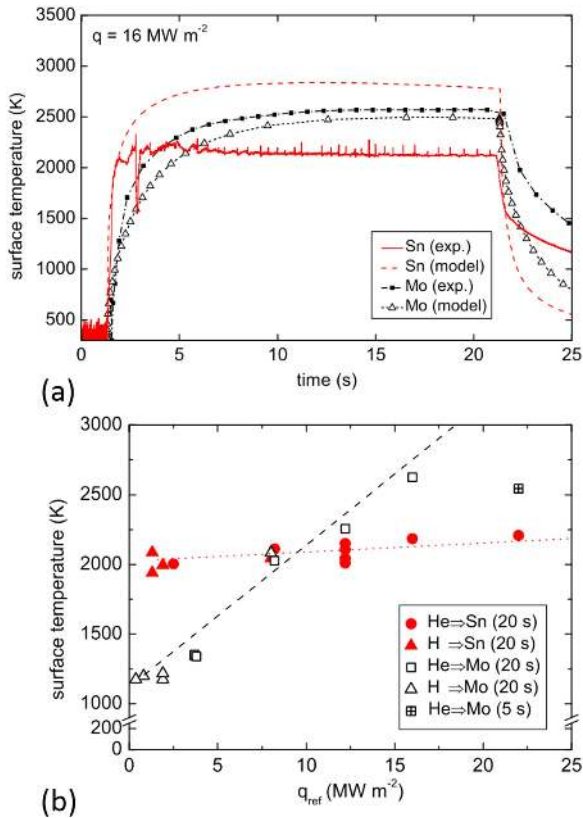 q = 16 MW m⁻²
3500
3000
2500
2000
1500
1000
500
surface temperature (K)
Sn (exp.)
Sn (model)
Mo (exp.)
Mo (model)
0
5
10
15
20
25
time (s)
(a)
3000
2500
2000
1500
1000
200
0
surface temperature (K)
He⇒Sn (20 s)
H ⇒Sn (20 s)
He⇒Mo (20 s)
H ⇒Mo (20 s)
He⇒Mo (5 s)
0
5
10
15
20
25
q_ref (MW m⁻²)
(b)